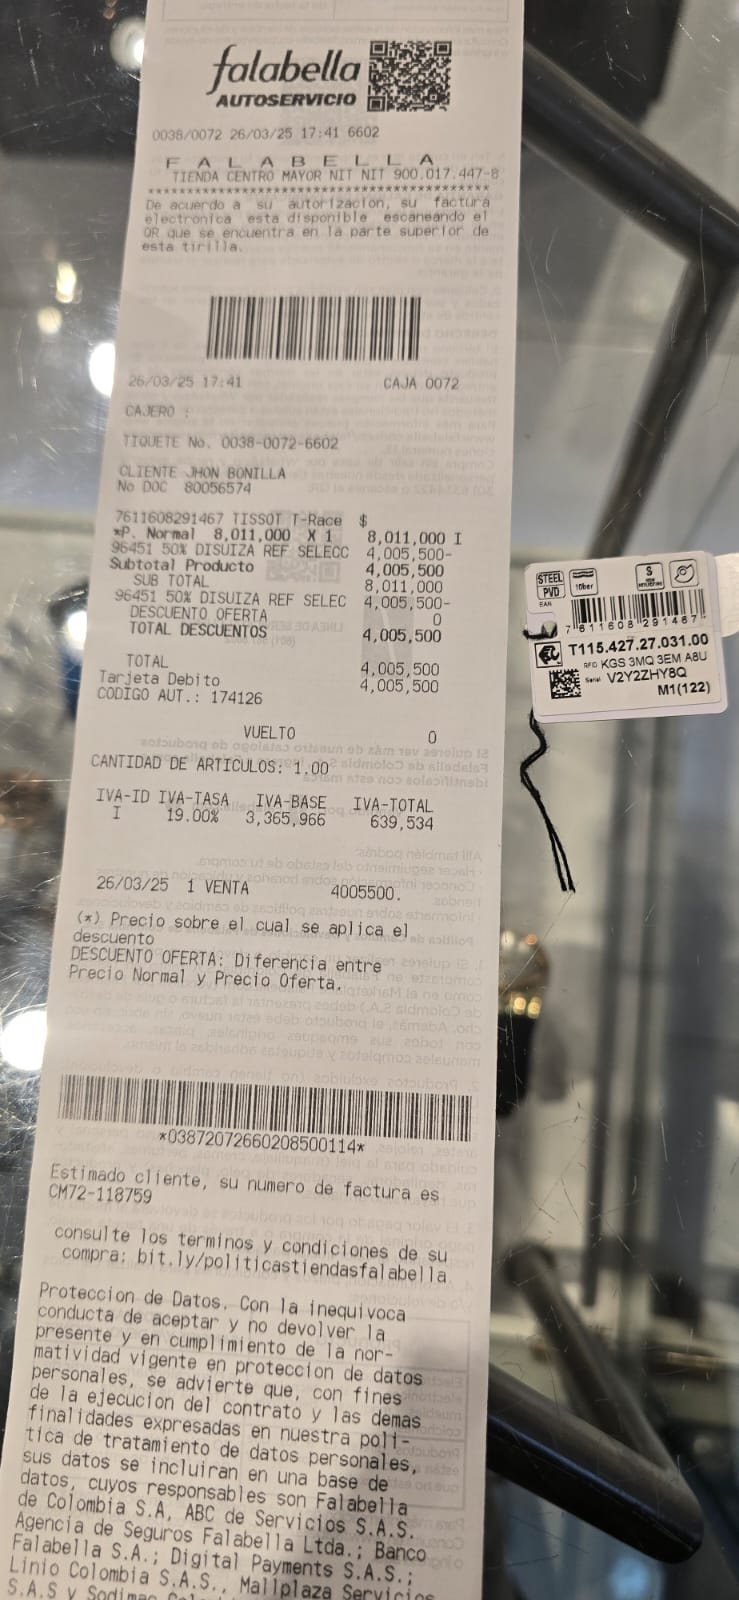 falabella
AUTOSERVICIO
0038/0072 26/03/25 17:41 6602
F A L A B E L L A
TIENDA CENTRO MAYOR NIT NIT 900.017.447-8
******************************************
De acuerdo a su autorizacion, su factura
electronica esta disponible escaneando el
QR que se encuentra en la parte superior de
esta tirilla.
26/03/25 17:41 CAJA 0072
CAJERO :
TIQUETE No. 0038-0072-6602
CLIENTE JHON BONILLA
No DOC 80056574
7611608291467 TISSOT T-Race $
*P. Normal 8,011,000 X 1 8,011,000 I
96451 50% DISUIZA REF SELECC 4,005,500-
Subtotal Producto 4,005,500
SUB TOTAL 8,011,000
96451 50% DISUIZA REF SELEC 4,005,500-
DESCUENTO OFERTA 0
TOTAL DESCUENTOS 4,005,500
TOTAL 4,005,500
Tarjeta Debito 4,005,500
CODIGO AUT.: 174126
VUELTO 0
CANTIDAD DE ARTICULOS: 1.00
IVA-ID IVA-TASA IVA-BASE IVA-TOTAL
I 19.00% 3,365,966 639,534
26/03/25 1 VENTA 4005500.
(*) Precio sobre el cual se aplica el
descuento
DESCUENTO OFERTA: Diferencia entre
Precio Normal y Precio Oferta.
*03872072660208500114*
Estimado cliente, su numero de factura es
CM72-118759
consulte los terminos y condiciones de su
compra: bit.ly/politicastiendasfalabella
Proteccion de Datos. Con la inequivoca
conducta de aceptar y no devolver la
presente y en cumplimiento de la nor-
matividad vigente en proteccion de datos
personales, se advierte que, con fines
de la ejecucion del contrato y las demas
finalidades expresadas en nuestra poli-
tica de tratamiento de datos personales,
sus datos se incluiran en una base de
datos, cuyos responsables son Falabella
de Colombia S.A, ABC de Servicios S.A.S.
Agencia de Seguros Falabella Ltda.; Banco
Falabella S.A.; Digital Payments S.A.S.;
Linio Colombia S.A.S., Mallplaza Servicios
S.A.S y Sodimac
STEEL
PVD
10bar
S
EAN
7 611608 291467
T115.427.27.031.00
RFID KGS 3MQ 3EM A8U
Serial V2Y2ZHY8Q
M1(122)